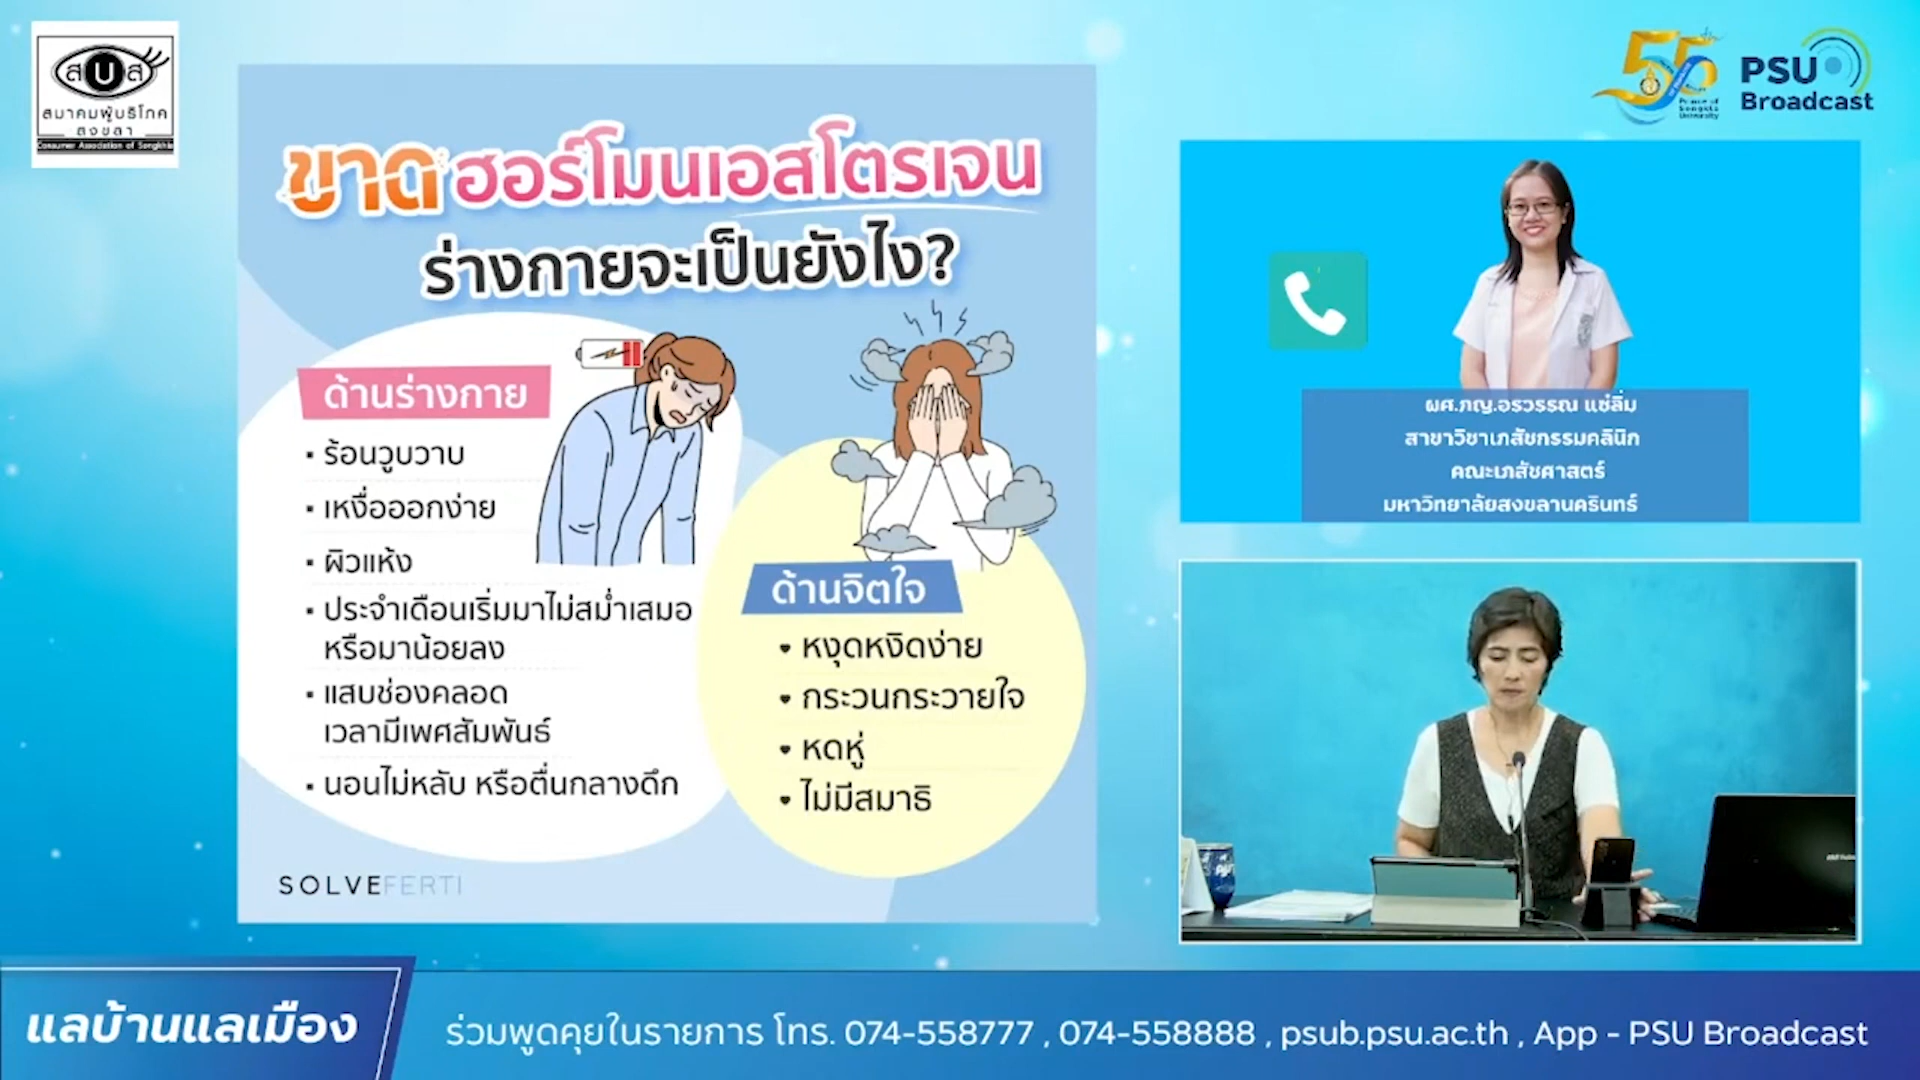 สบส
สมาคมผู้บริโภค
สงขลา
Consumer Association of Songkhla
55th
Prince of
Songkla
University
PSU
Broadcast
ขาดฮอร์โมนเอสโตรเจน
ร่างกายจะเป็นยังไง?
ด้านร่างกาย
· ร้อนวูบวาบ
· เหงื่อออกง่าย
· ผิวแห้ง
· ประจำเดือนเริ่มมาไม่สม่ำเสมอ
หรือมาน้อยลง
· แสบช่องคลอด
เวลามีเพศสัมพันธ์
· นอนไม่หลับ หรือตื่นกลางดึก
ด้านจิตใจ
• หงุดหงิดง่าย
• กระวนกระวายใจ
• หดหู่
• ไม่มีสมาธิ
SOLVEFERTI
ผศ.ภญ.อรวรรณ แซ่ลิ่ม
สาขาวิชาเภสัชกรรมคลินิก
คณะเภสัชศาสตร์
มหาวิทยาลัยสงขลานครินทร์
แลบ้านแลเมือง
ร่วมพูดคุยในรายการ โทร. 074-558777 , 074-558888 , psub.psu.ac.th , App - PSU Broadcast